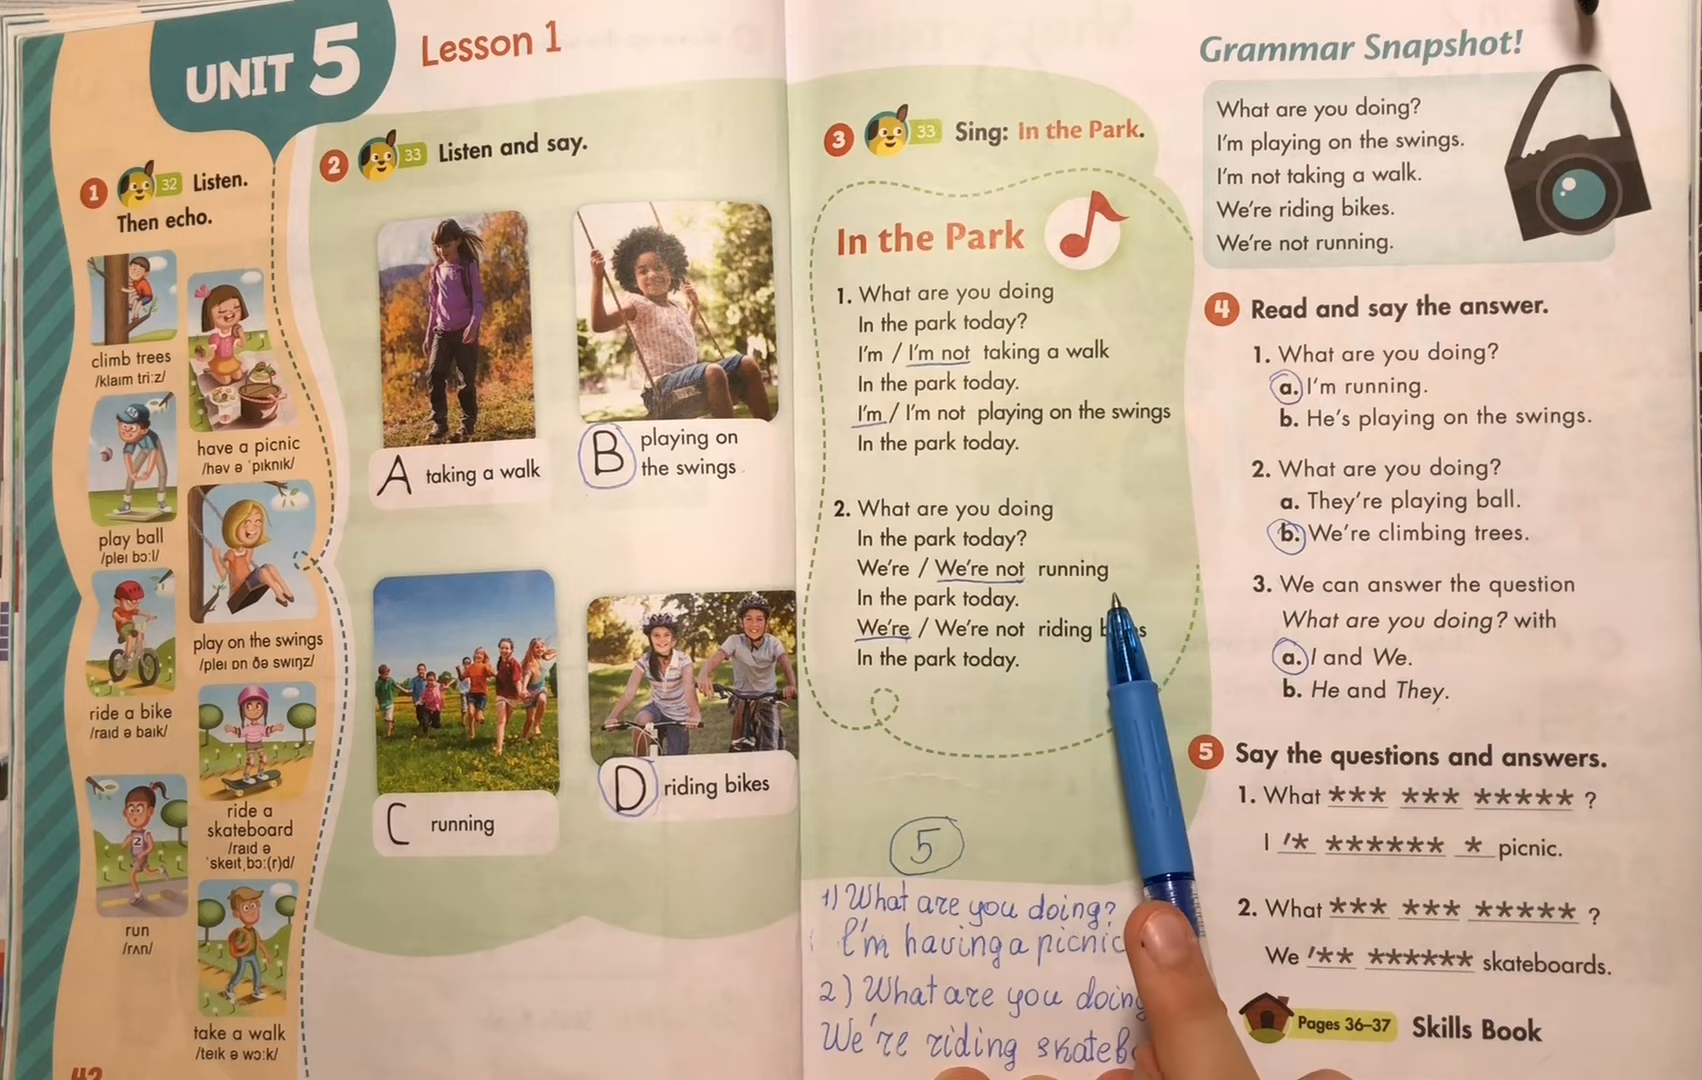 UNIT 5
Lesson 1
1 32 Listen.
Then echo.
climb trees
/klaɪm triːz/
have a picnic
/həv ə ˈpɪknɪk/
play ball
/pleɪ bɔːl/
play on the swings
/pleɪ ɒn ðə swɪŋz/
ride a bike
/raɪd ə baɪk/
ride a
skateboard
/raɪd ə
ˈskeɪtˌbɔː(r)d/
run
/rʌn/
take a walk
/teɪk ə wɔːk/
42
2 33 Listen and say.
A taking a walk
B playing on
the swings
C running
D riding bikes
3 33 Sing: In the Park.
In the Park
1. What are you doing
In the park today?
I'm / I'm not taking a walk
In the park today.
I'm / I'm not playing on the swings
In the park today.
2. What are you doing
In the park today?
We're / We're not running
In the park today.
We're / We're not riding
In the park today.
5
1) What are you doing?
I'm having a picnic
2) What are you doing
We're riding
Grammar Snapshot!
What are you doing?
I'm playing on the swings.
I'm not taking a walk.
We're riding bikes.
We're not running.
4 Read and say the answer.
1. What are you doing?
a. I'm running.
b. He's playing on the swings.
2. What are you doing?
a. They're playing ball.
b. We're climbing trees.
3. We can answer the question
What are you doing? with
a. I and We.
b. He and They.
5 Say the questions and answers.
1. What *** *** ***** ?
I '* ****** * picnic.
2. What *** *** ***** ?
We '** ****** skateboards.
Pages 36–37 Skills Book